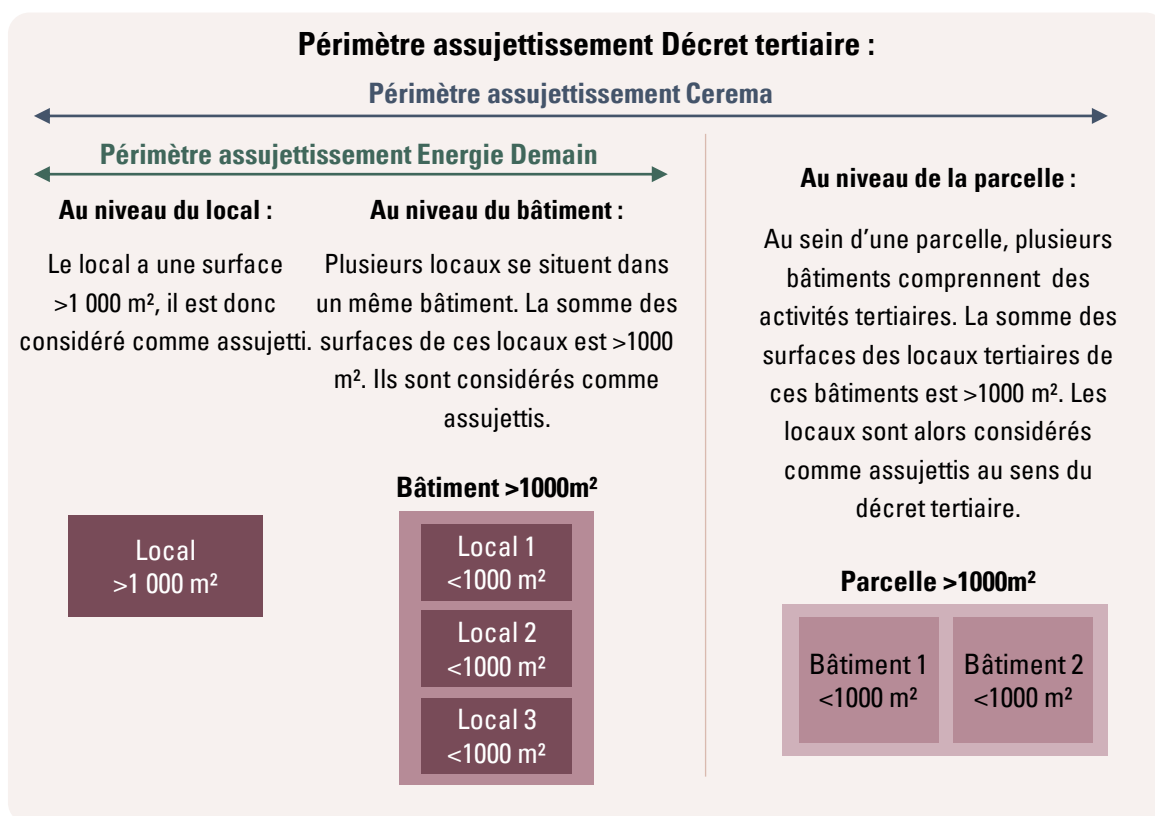 Périmètre assujettissement Décret tertiaire :
Périmètre assujettissement Cerema
Périmètre assujettissement Energie Demain
Au niveau du local :
Le local a une surface
>1 000 m², il est donc
considéré comme assujetti.
Local
>1 000 m²
Au niveau du bâtiment :
Plusieurs locaux se situent dans
un même bâtiment. La somme des
surfaces de ces locaux est >1000
m². Ils sont considérés comme
assujettis.
Bâtiment >1000m²
Local 1
<1000 m²
Local 2
<1000 m²
Local 3
<1000 m²
Au niveau de la parcelle :
Au sein d’une parcelle, plusieurs
bâtiments comprennent des
activités tertiaires. La somme des
surfaces des locaux tertiaires de
ces bâtiments est >1000 m². Les
locaux sont alors considérés
comme assujettis au sens du
décret tertiaire.
Parcelle >1000m²
Bâtiment 1
<1000 m²
Bâtiment 2
<1000 m²